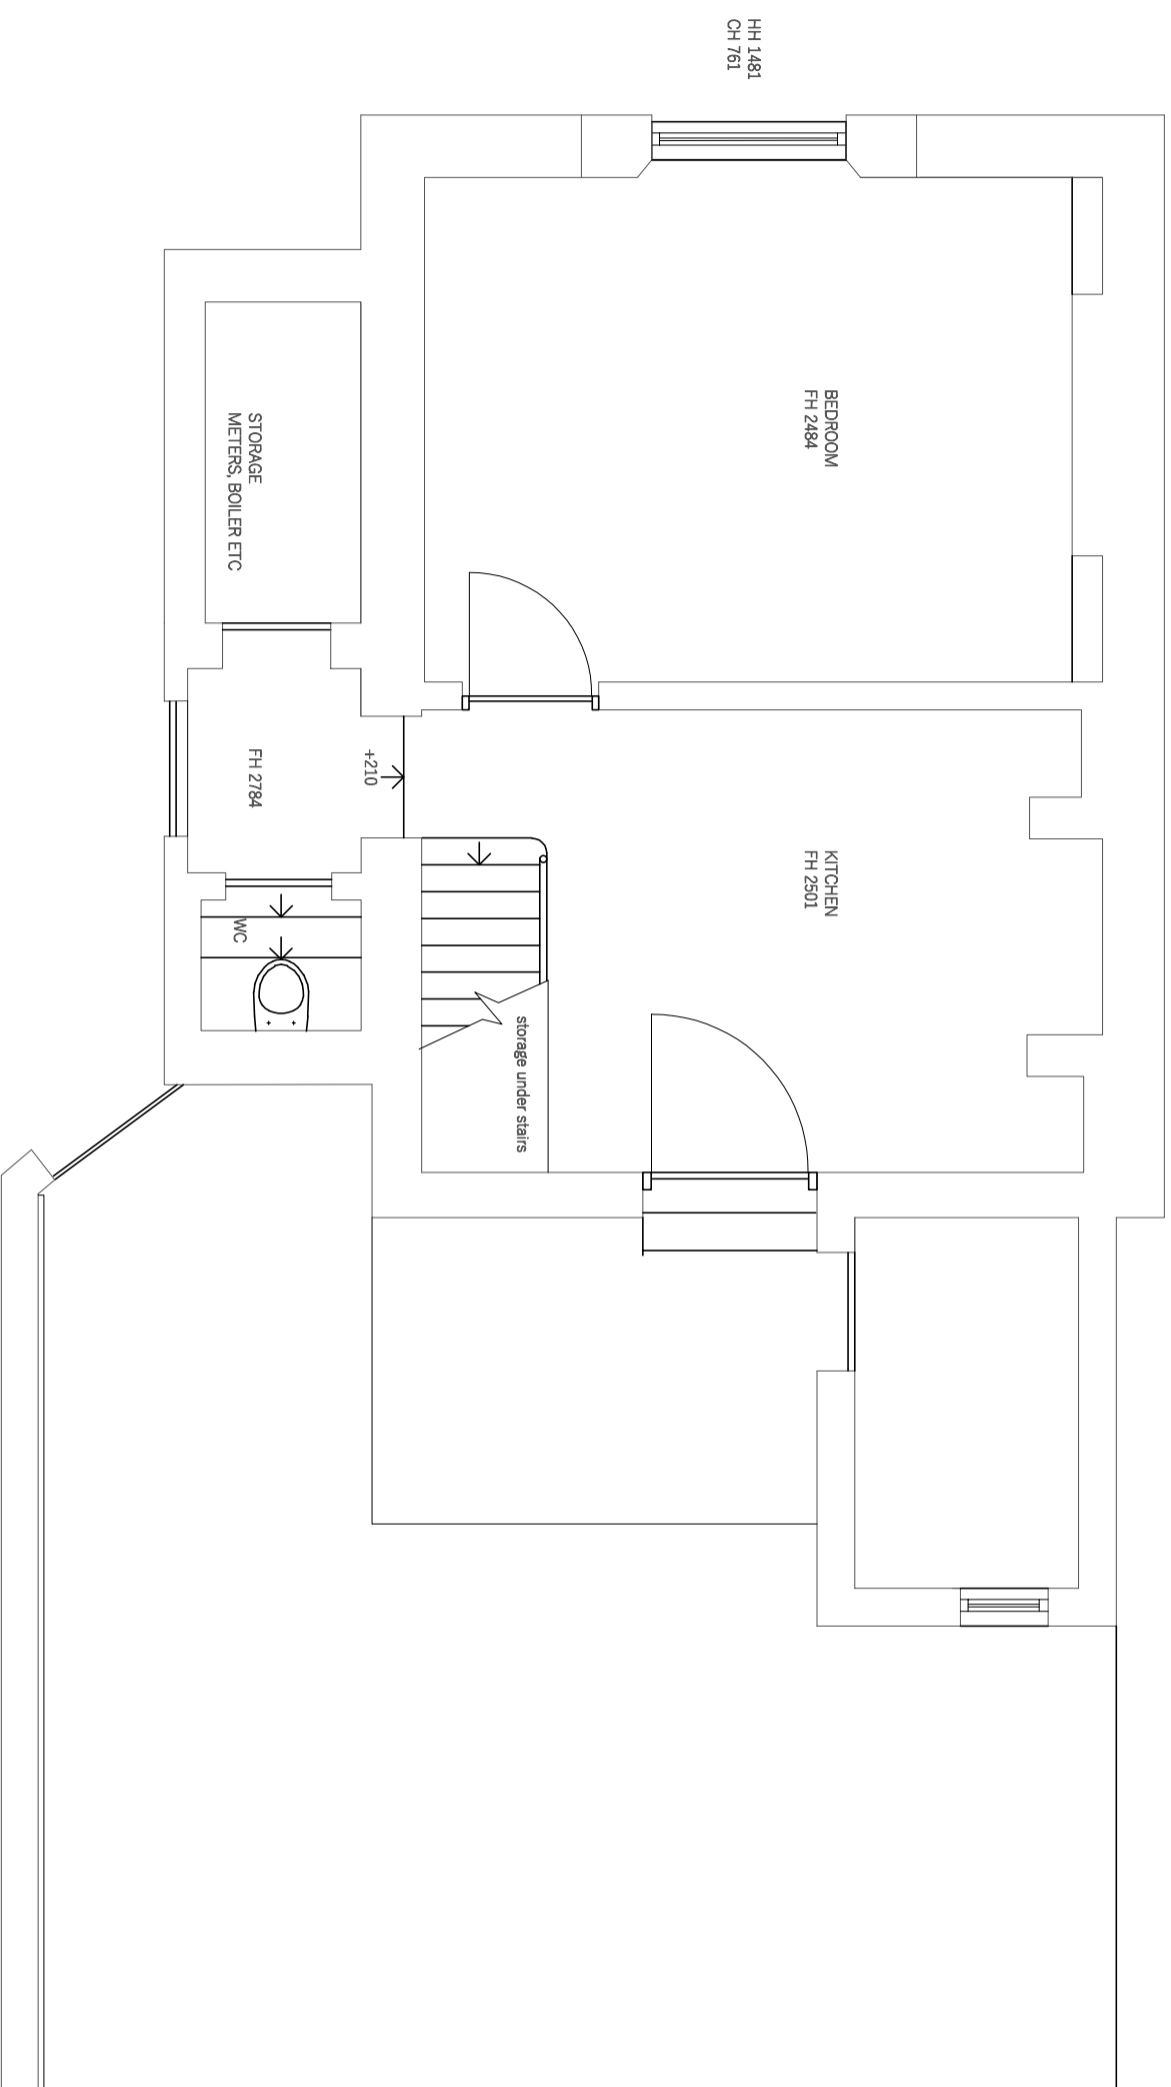 HH 1481
CH 761
BEDROOM
FH 2484
STORAGE
METERS, BOILER ETC
FH 2784
+210
KITCHEN
FH 2501
WC
storage under stairs